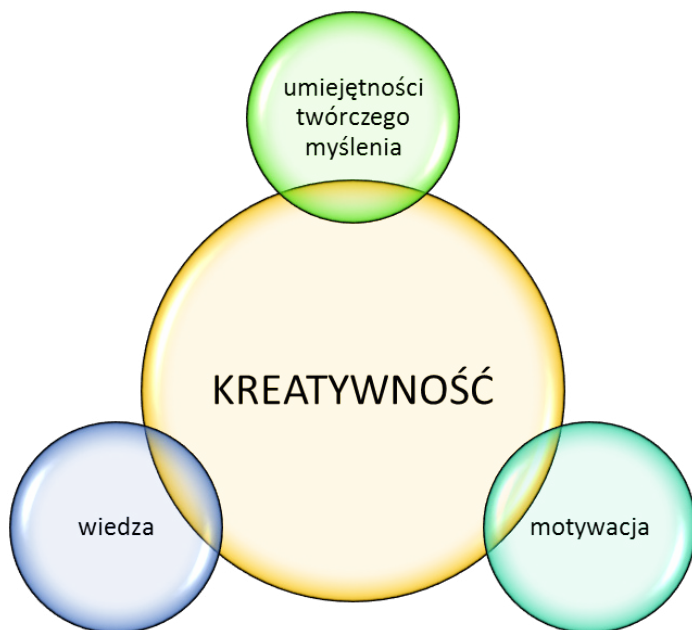 umiejętności
twórczego
myślenia
KREATYWNOŚĆ
wiedza
motywacja